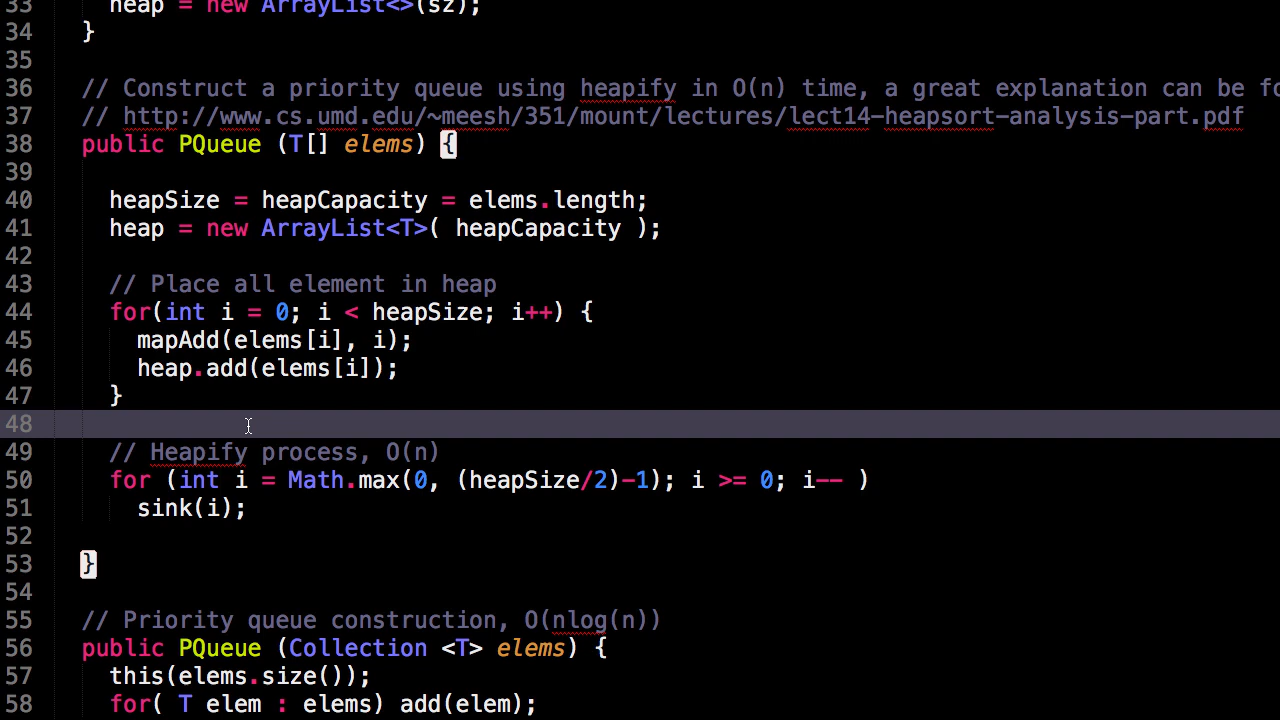 33 heap = new ArrayList<>(sz);
34 }
35
36 // Construct a priority queue using heapify in O(n) time, a great explanation can be fo
37 // http://www.cs.umd.edu/~meesh/351/mount/lectures/lect14-heapsort-analysis-part.pdf
38 public PQueue (T[] elems) {
39
40 heapSize = heapCapacity = elems.length;
41 heap = new ArrayList<T>( heapCapacity );
42
43 // Place all element in heap
44 for(int i = 0; i < heapSize; i++) {
45 mapAdd(elems[i], i);
46 heap.add(elems[i]);
47 }
48
49 // Heapify process, O(n)
50 for (int i = Math.max(0, (heapSize/2)-1); i >= 0; i-- )
51 sink(i);
52
53 }
54
55 // Priority queue construction, O(nlog(n))
56 public PQueue (Collection <T> elems) {
57 this(elems.size());
58 for( T elem : elems) add(elem);